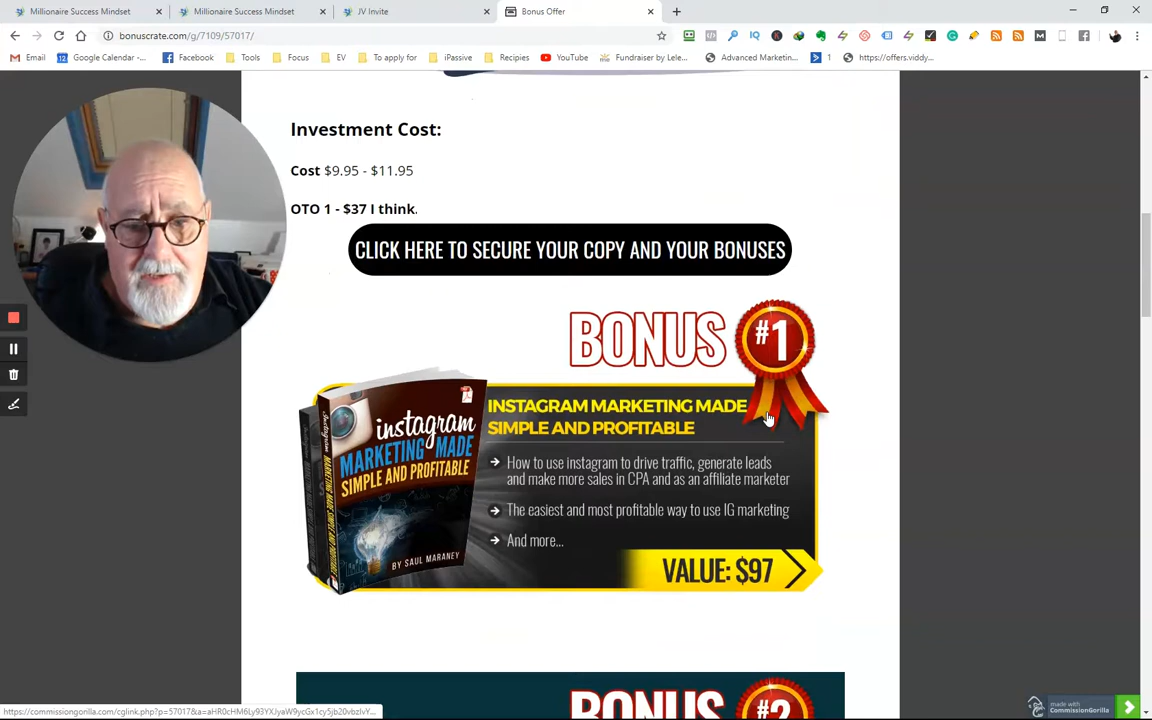 Millionaire Success Mindset
Millionaire Success Mindset
JV Invite
Bonus Offer
bonuscrate.com/g/7109/57017/
Email
Google Calendar -...
Facebook
Tools
Focus
EV
To apply for
iPassive
Recipies
YouTube
Fundraiser by Lele...
Advanced Marketin...
1
https://offers.viddy...
Investment Cost:
Cost $9.95 - $11.95
OTO 1 - $37 I think.
CLICK HERE TO SECURE YOUR COPY AND YOUR BONUSES
BONUS #1
instagram
MARKETING MADE
SIMPLE AND PROFITABLE
BY SAUL MARANEY
INSTAGRAM MARKETING MADE
SIMPLE AND PROFITABLE
How to use instagram to drive traffic, generate leads
and make more sales in CPA and as an affiliate marketer
The easiest and most profitable way to use IG marketing
And more...
VALUE: $97
BONUS #2
made with
CommissionGorilla